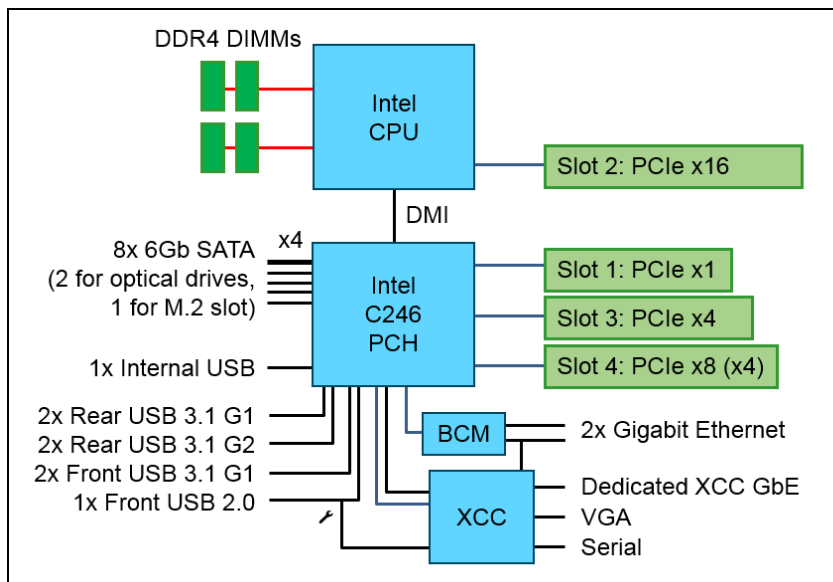 DDR4 DIMMs
Intel
CPU
Slot 2: PCIe x16
DMI
x4
8x 6Gb SATA
(2 for optical drives,
1 for M.2 slot)
Intel
C246
PCH
Slot 1: PCIe x1
Slot 3: PCIe x4
Slot 4: PCIe x8 (x4)
1x Internal USB
2x Rear USB 3.1 G1
2x Rear USB 3.1 G2
2x Front USB 3.1 G1
1x Front USB 2.0
BCM
2x Gigabit Ethernet
XCC
Dedicated XCC GbE
VGA
Serial